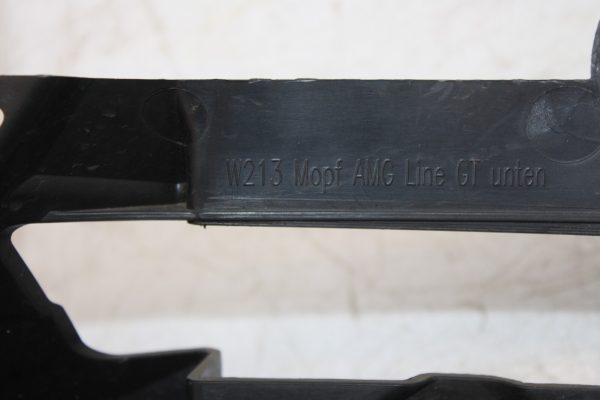 W213 Mopf AMG Line GT unten